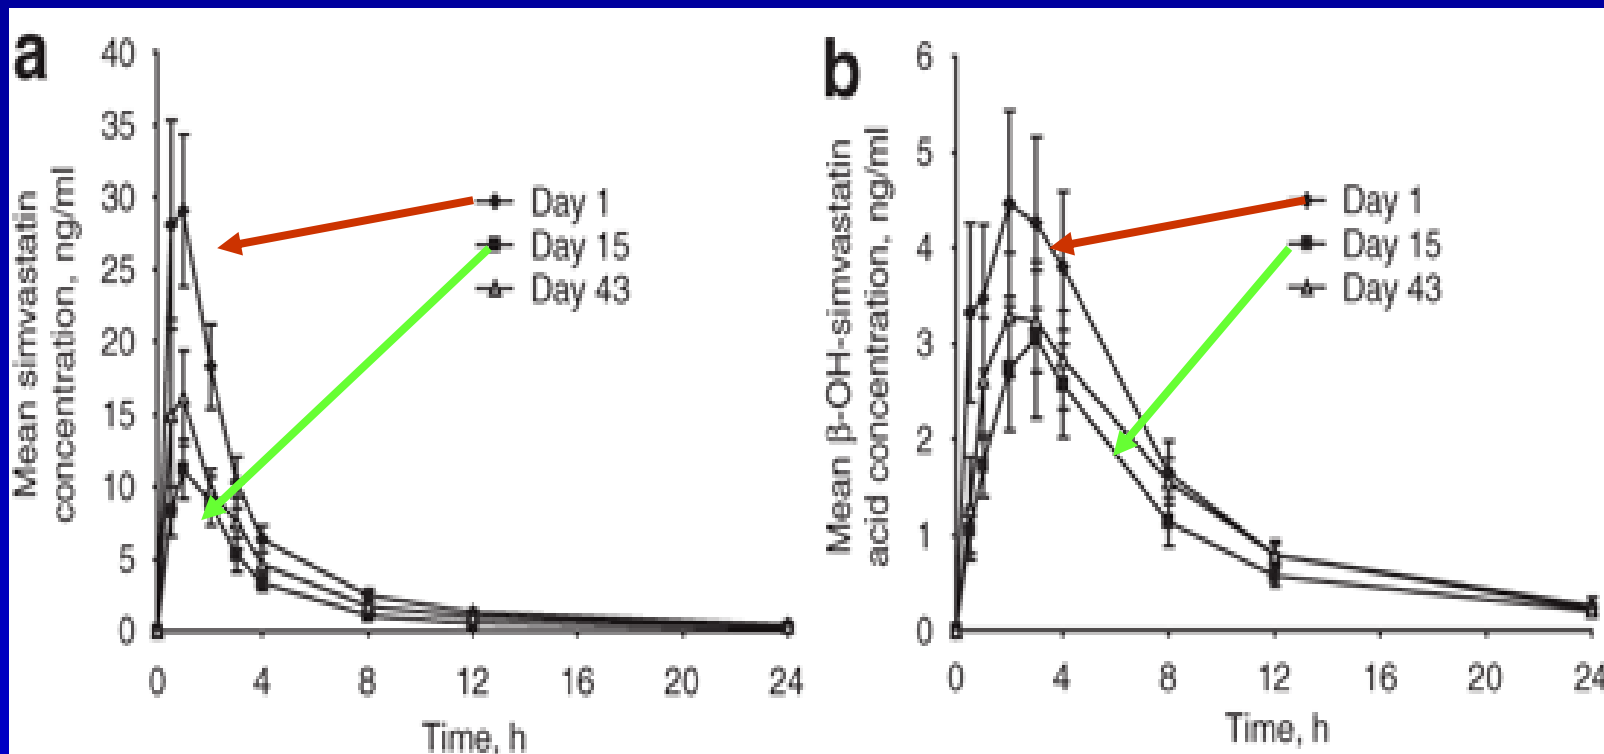 a
40
35
30
25
20
15
10
5
0
Mean simvastatin
concentration, ng/ml
Day 1
Day 15
Day 43
0 4 8 12 16 20 24
Time, h
b
6
5
4
3
2
1
0
Mean β-OH-simvastatin
acid concentration, ng/ml
Day 1
Day 15
Day 43
0 4 8 12 16 20 24
Time, h